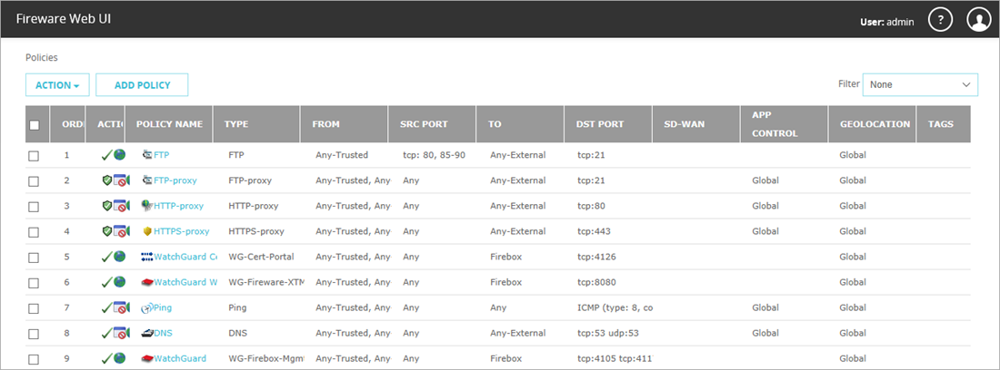 Fireware Web UI
User: admin
?
Policies
ACTION
ADD POLICY
Filter
None
ORD
ACTIO
POLICY NAME
TYPE
FROM
SRC PORT
TO
DST PORT
SD-WAN
APP CONTROL
GEOLOCATION
TAGS
1 FTP FTP Any-Trusted tcp: 80, 85-90 Any-External tcp:21 Global
2 FTP-proxy FTP-proxy Any-Trusted, Any Any Any-External tcp:21 Global Global
3 HTTP-proxy HTTP-proxy Any-Trusted, Any Any Any-External tcp:80 Global Global
4 HTTPS-proxy HTTPS-proxy Any-Trusted, Any Any Any-External tcp:443 Global Global
5 WatchGuard Ce WG-Cert-Portal Any-Trusted, Any Any Firebox tcp:4126 Global
6 WatchGuard W WG-Fireware-XTM Any-Trusted, Any Any Firebox tcp:8080 Global
7 Ping Ping Any-Trusted, Any Any Any ICMP (type: 8, co Global Global
8 DNS DNS Any-Trusted, Any Any Any-External tcp:53 udp:53 Global Global
9 WatchGuard WG-Firebox-Mgmt Any-Trusted, Any Any Firebox tcp:4105 tcp:411 Global